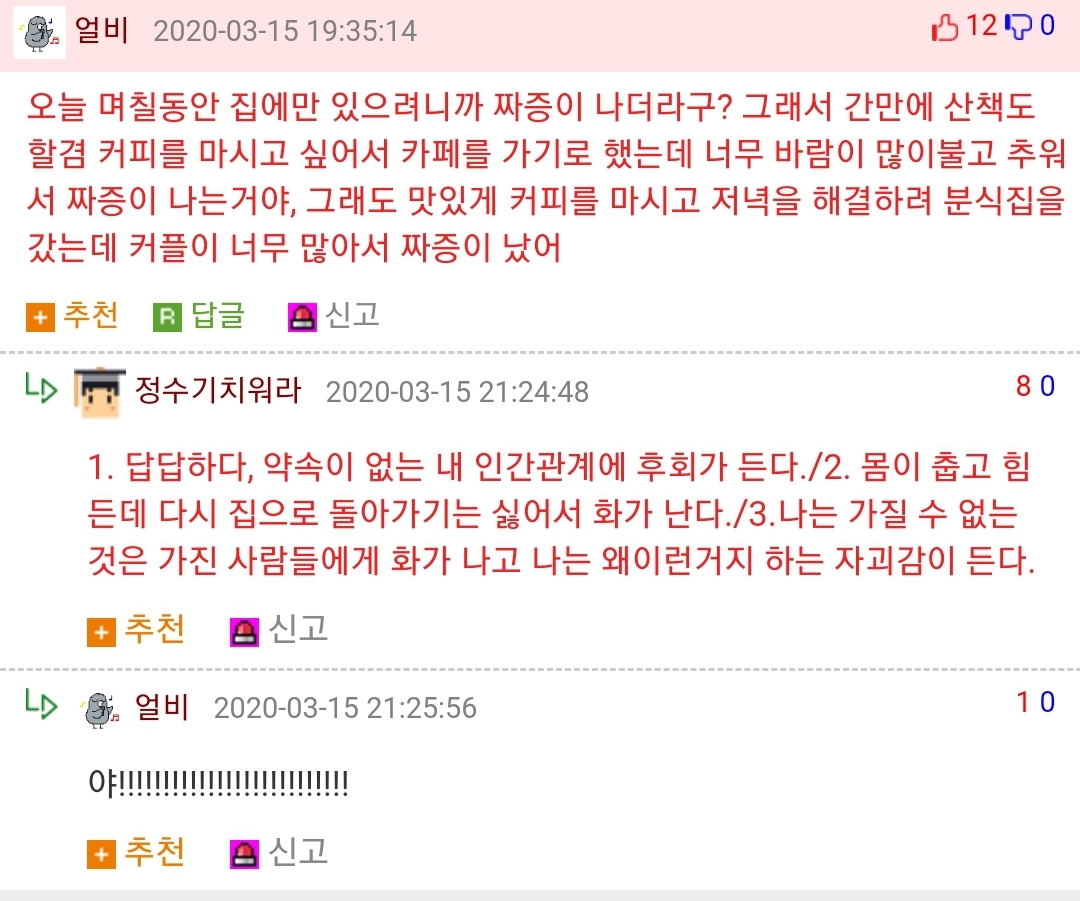 얼비 2020-03-15 19:35:14 12 0
오늘 며칠동안 집에만 있으려니까 짜증이 나더라구? 그래서 간만에 산책도
할겸 커피를 마시고 싶어서 카페를 가기로 했는데 너무 바람이 많이불고 추워
서 짜증이 나는거야, 그래도 맛있게 커피를 마시고 저녁을 해결하려 분식집을
갔는데 커플이 너무 많아서 짜증이 났어
+ 추천 R 답글 신고
정수기치워라 2020-03-15 21:24:48 8 0
1. 답답하다, 약속이 없는 내 인간관계에 후회가 든다./2. 몸이 춥고 힘
든데 다시 집으로 돌아가기는 싫어서 화가 난다./3.나는 가질 수 없는
것은 가진 사람들에게 화가 나고 나는 왜이런거지 하는 자괴감이 든다.
+ 추천 신고
얼비 2020-03-15 21:25:56 1 0
야!!!!!!!!!!!!!!!!!!!!!!!!!!
+ 추천 신고